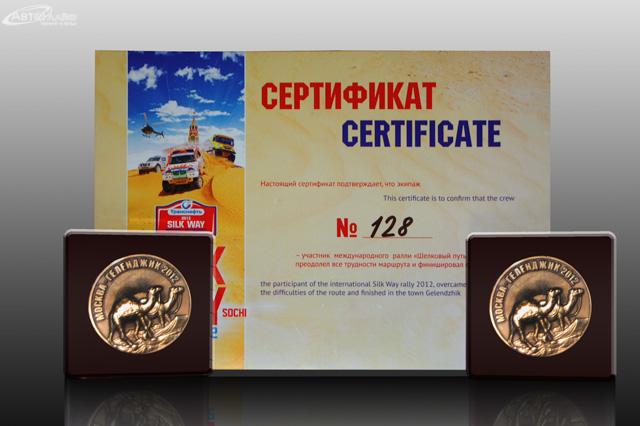 СЕРТИФИКАТ
CERTIFICATE
Настоящий сертификат подтверждает, что экипаж
This certificate is to confirm that the crew
№ 128
– участник международного ралли «Шелковый путь
преодолел все трудности маршрута и финишировал
the participant of the international Silk Way rally 2012, overcame
the difficulties of the route and finished in the town Gelendzhik
Транснефть
2012
SILK WAY
SOCHI
МОСКВА ГЕЛЕНДЖИК 2012
МОСКВА ГЕЛЕНДЖИК 2012